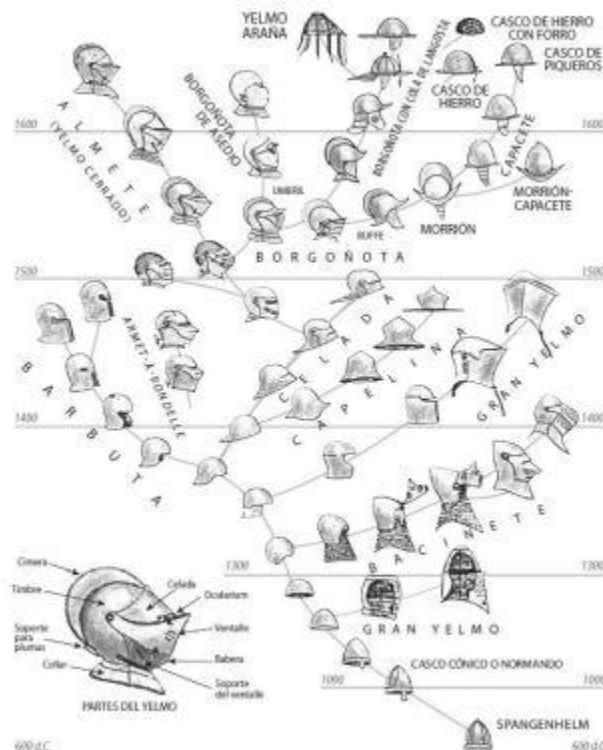 YELMO
ARAÑA
CASCO DE HIERRO
CON FORRO
CASCO DE
PIQUEROS
CASCO DE
HIERRO
BORGOÑOTA CON COLA DE LANGOSTA
BORGOÑOTA
DE ASEDIO
ALMETE
(YELMO CERRADO)
1600
1600
CAPACETE
UMBRIL
MORRIÓN-
CAPACETE
MORRIÓN
BUFFE
BORGOÑOTA
1500
1500
CELADA
CAPELINA
GRAN YELMO
ARMET-À-RONDELLE
BARBUTA
1400
1400
BACINETE
1300
1300
GRAN YELMO
Cimera
Timbre
Celada
Ocularium
Soporte
para
plumas
Ventalle
Collar
Babera
Soporte
del ventalle
PARTES DEL YELMO
CASCO CÓNICO O NORMANDO
1000
1000
SPANGENHELM
600 d.C.
600 d.C.